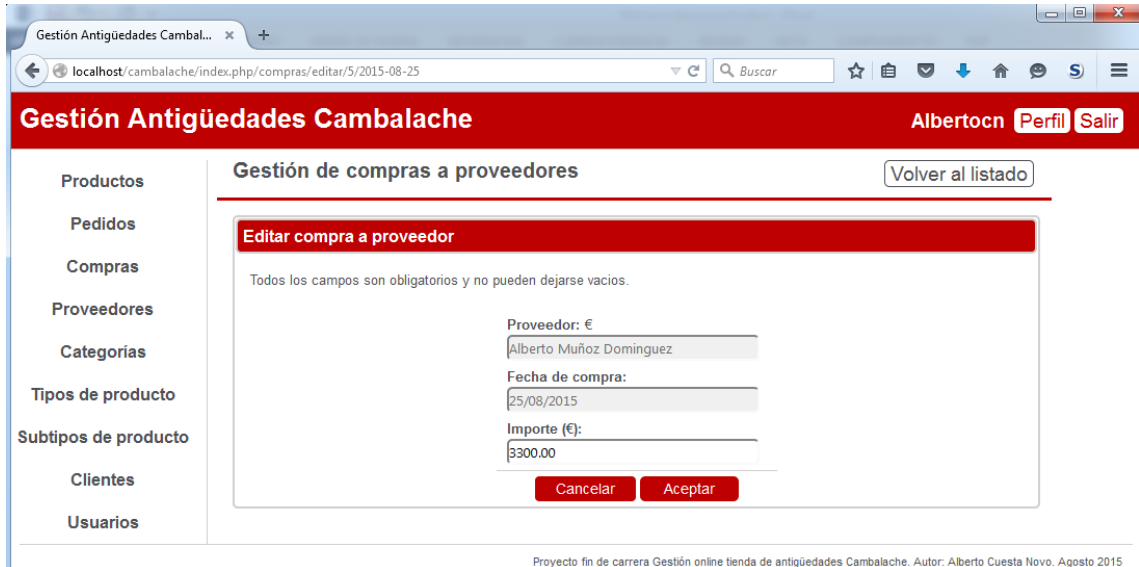 Gestión Antigüedades Cambal... × +
localhost/cambalache/index.php/compras/editar/5/2015-08-25 Buscar
Gestión Antigüedades Cambalache Albertocn Perfil Salir
Productos
Pedidos
Compras
Proveedores
Categorías
Tipos de producto
Subtipos de producto
Clientes
Usuarios
Gestión de compras a proveedores Volver al listado
Editar compra a proveedor
Todos los campos son obligatorios y no pueden dejarse vacios.
Proveedor: €
Alberto Muñoz Dominguez
Fecha de compra:
25/08/2015
Importe (€):
3300.00
Cancelar Aceptar
Proyecto fin de carrera Gestión online tienda de antigüedades Cambalache. Autor: Alberto Cuesta Novo. Agosto 2015